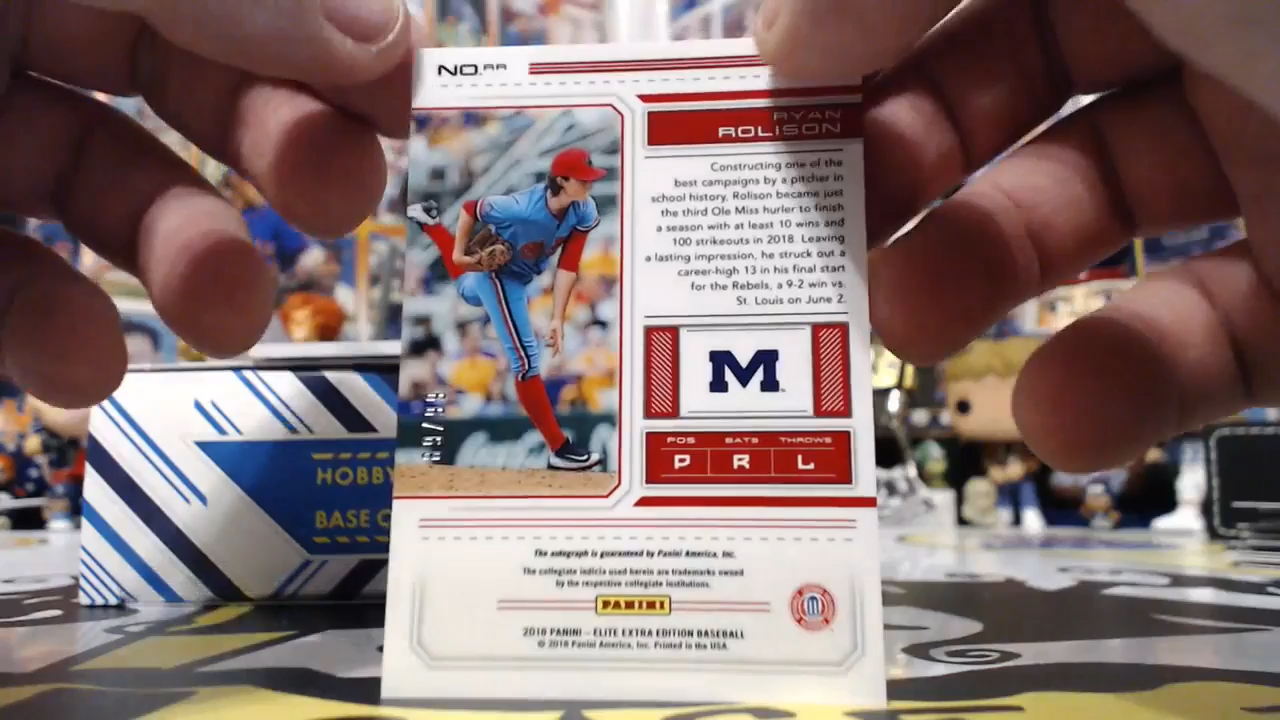 NO.RR
RYAN
ROLISON
Constructing one of the
best campaigns by a pitcher in
school history, Rolison became just
the third Ole Miss hurler to finish
a season with at least 10 wins and
100 strikeouts in 2018. Leaving
a lasting impression, he struck out a
career-high 13 in his final start
for the Rebels, a 9-2 win vs.
St. Louis on June 2.
M
POS BATS THROWS
P R L
The autograph is guaranteed by Panini America, Inc.
The collegiate indicia used herein are trademarks owned
by the respective collegiate institutions.
PANINI
2018 PANINI – ELITE EXTRA EDITION BASEBALL
© 2018 Panini America, Inc. Printed in the USA.
HOBBY
BASE